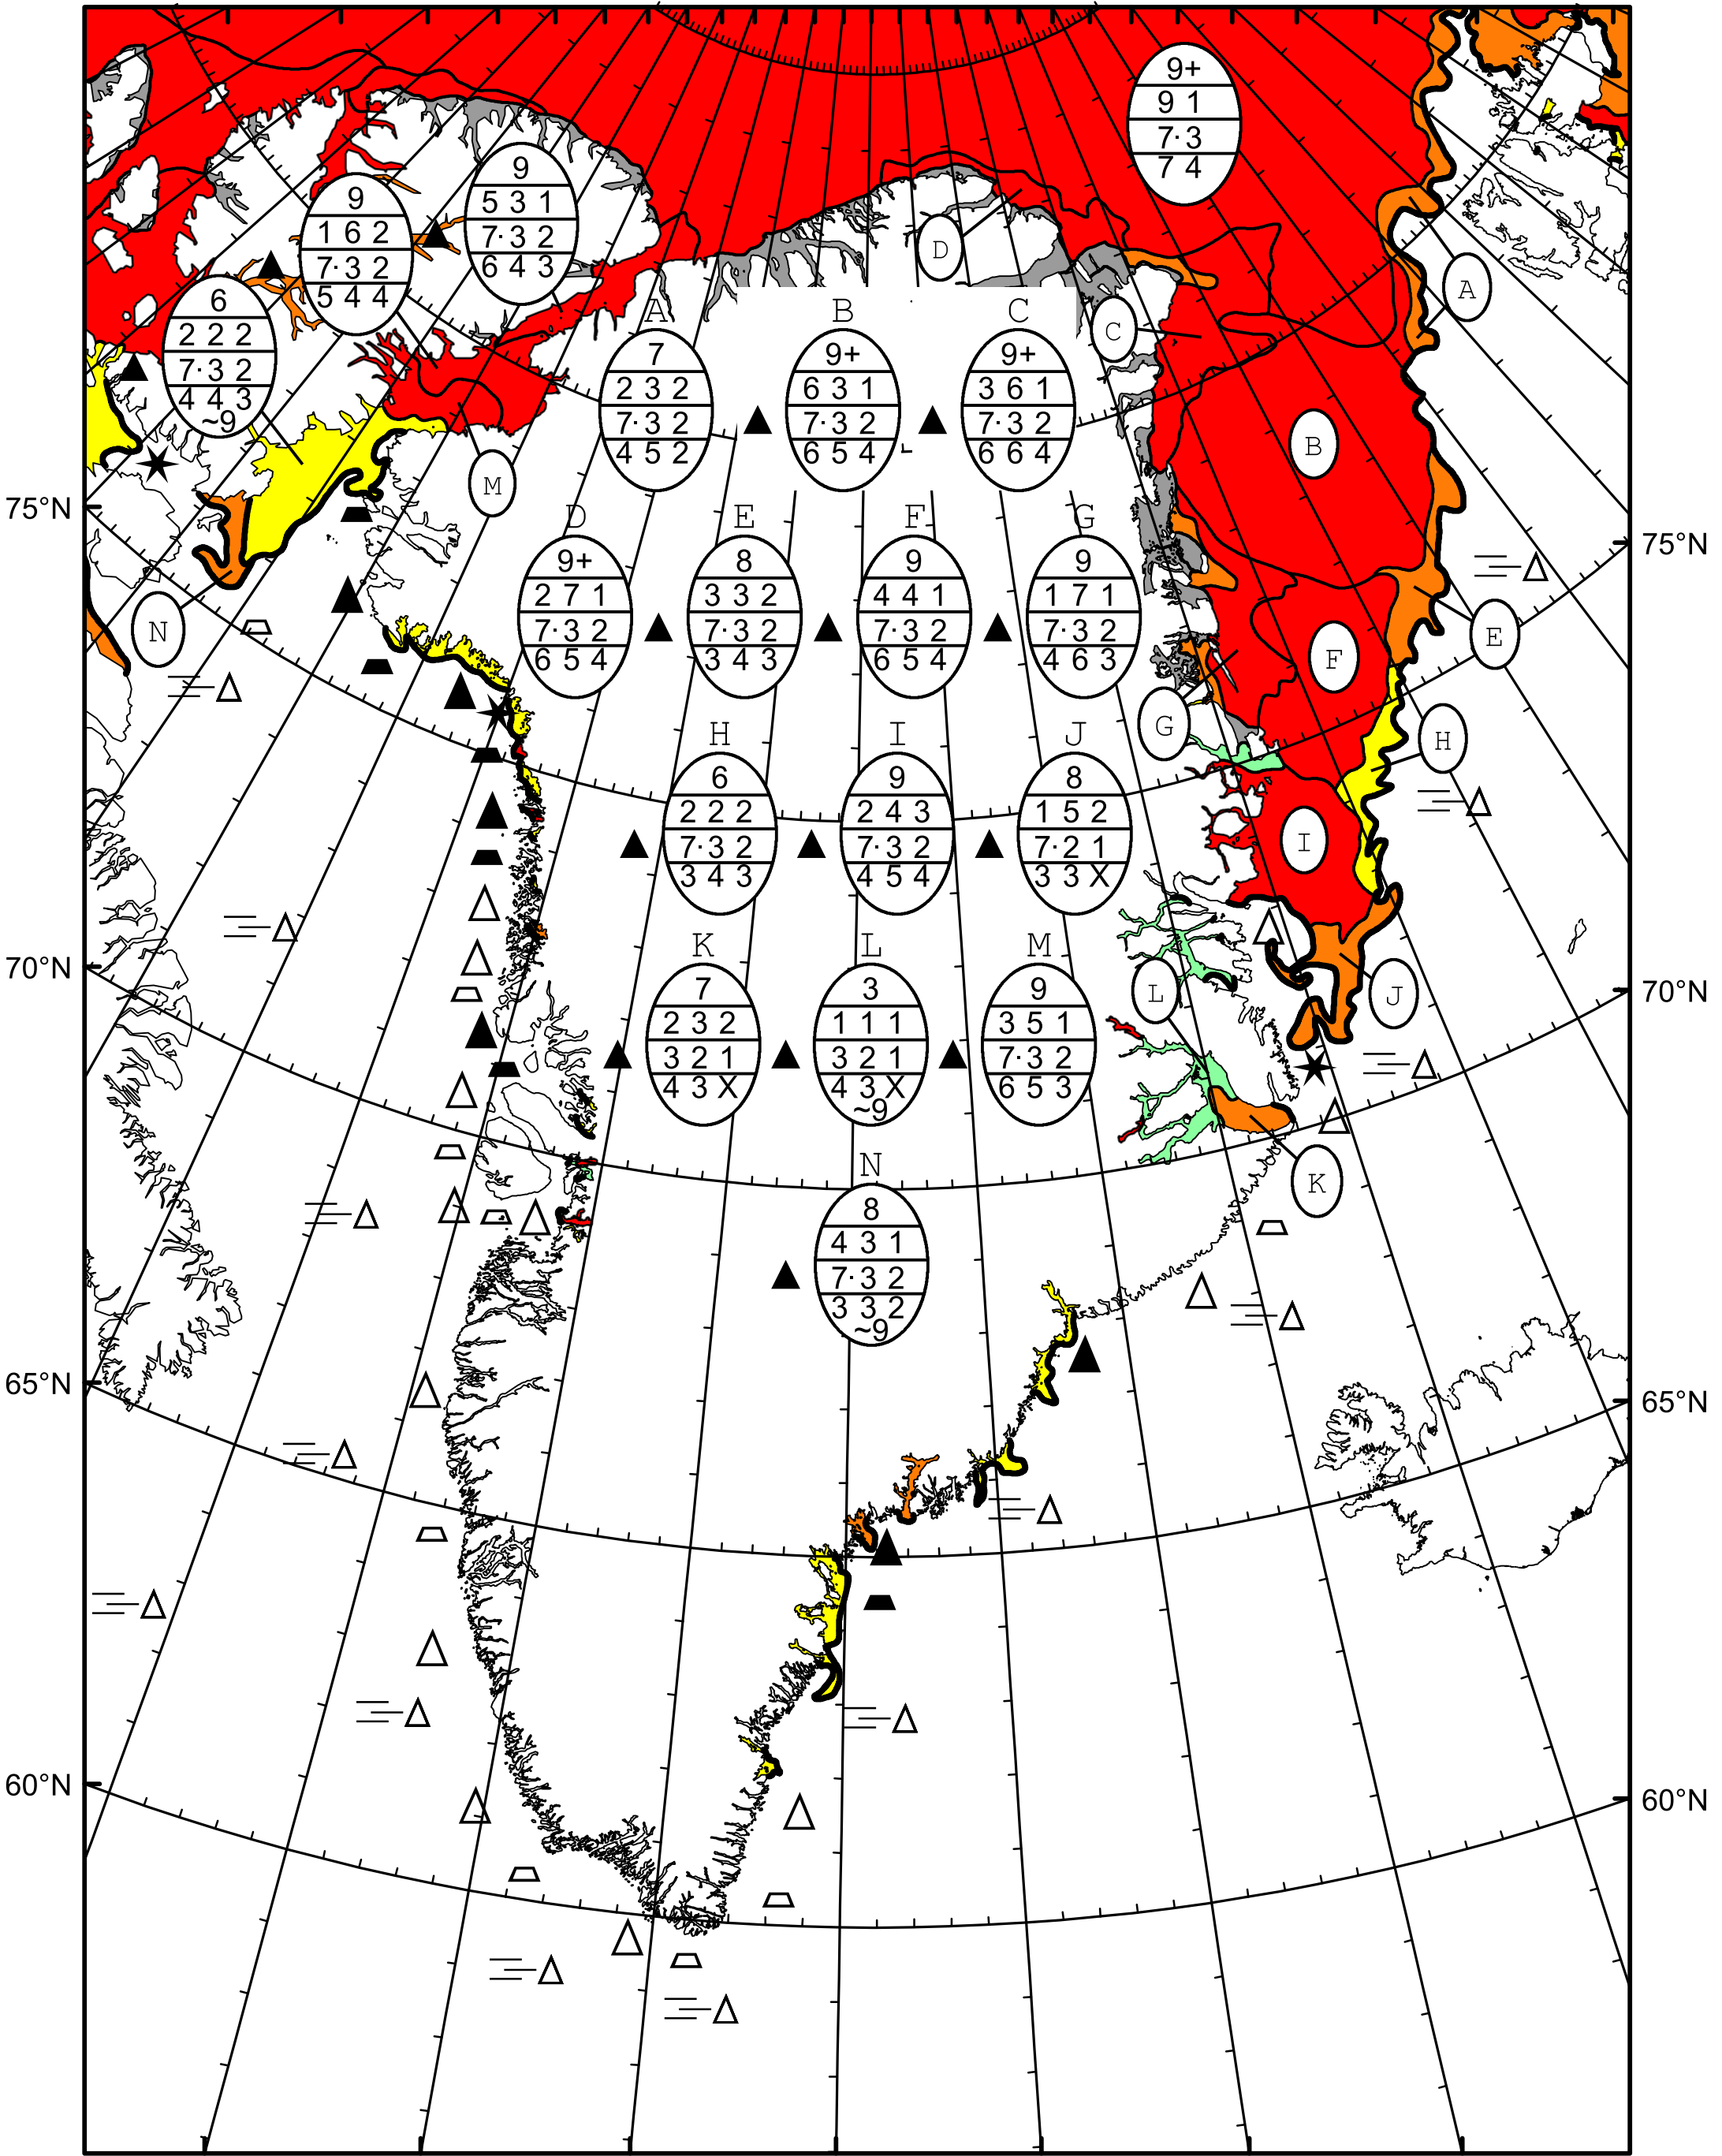 9+
9 1
7· 3
7 4
9
5 3 1
7· 3 2
6 4 3
9
1 6 2
7· 3 2
5 4 4
6
2 2 2
7· 3 2
4 4 3
~9
D
A
C
B
M
N
E
F
G
H
I
J
L
K
A
7
2 3 2
7· 3 2
4 5 2
B
9+
6 3 1
7· 3 2
6 5 4
C
9+
3 6 1
7· 3 2
6 6 4
D
9+
2 7 1
7· 3 2
6 5 4
E
8
3 3 2
7· 3 2
3 4 3
F
9
4 4 1
7· 3 2
6 5 4
G
9
1 7 1
7· 3 2
4 6 3
H
6
2 2 2
7· 3 2
3 4 3
I
9
2 4 3
7· 3 2
4 5 4
J
8
1 5 2
7· 2 1
3 3 X
K
7
2 3 2
3 2 1
4 3 X
L
3
1 1 1
3 2 1
4 3 X
~9
M
9
3 5 1
7· 3 2
6 5 3
N
8
4 3 1
7· 3 2
3 3 2
~9
75°N
75°N
70°N
70°N
65°N
65°N
60°N
60°N